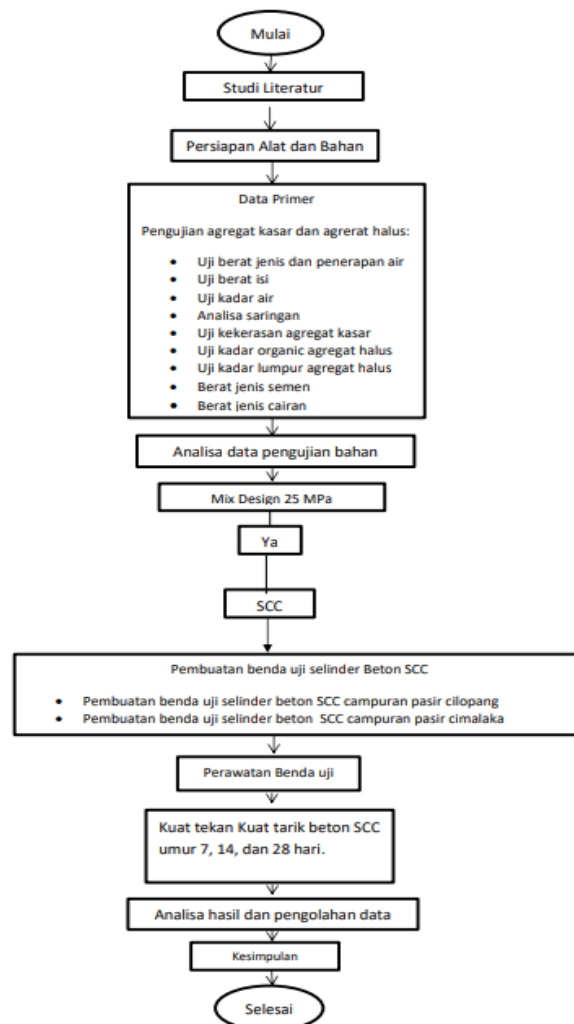 Mulai
Studi Literatur
Persiapan Alat dan Bahan
Data Primer
Pengujian agregat kasar dan agrerat halus:
• Uji berat jenis dan penerapan air
• Uji berat isi
• Uji kadar air
• Analisa saringan
• Uji kekerasan agregat kasar
• Uji kadar organic agregat halus
• Uji kadar lumpur agregat halus
• Berat jenis semen
• Berat jenis cairan
Analisa data pengujian bahan
Mix Design 25 MPa
Ya
SCC
Pembuatan benda uji selinder Beton SCC
• Pembuatan benda uji selinder beton SCC campuran pasir cilopang
• Pembuatan benda uji selinder beton SCC campuran pasir cimalaka
Perawatan Benda uji
Kuat tekan Kuat tarik beton SCC
umur 7, 14, dan 28 hari.
Analisa hasil dan pengolahan data
Kesimpulan
Selesai